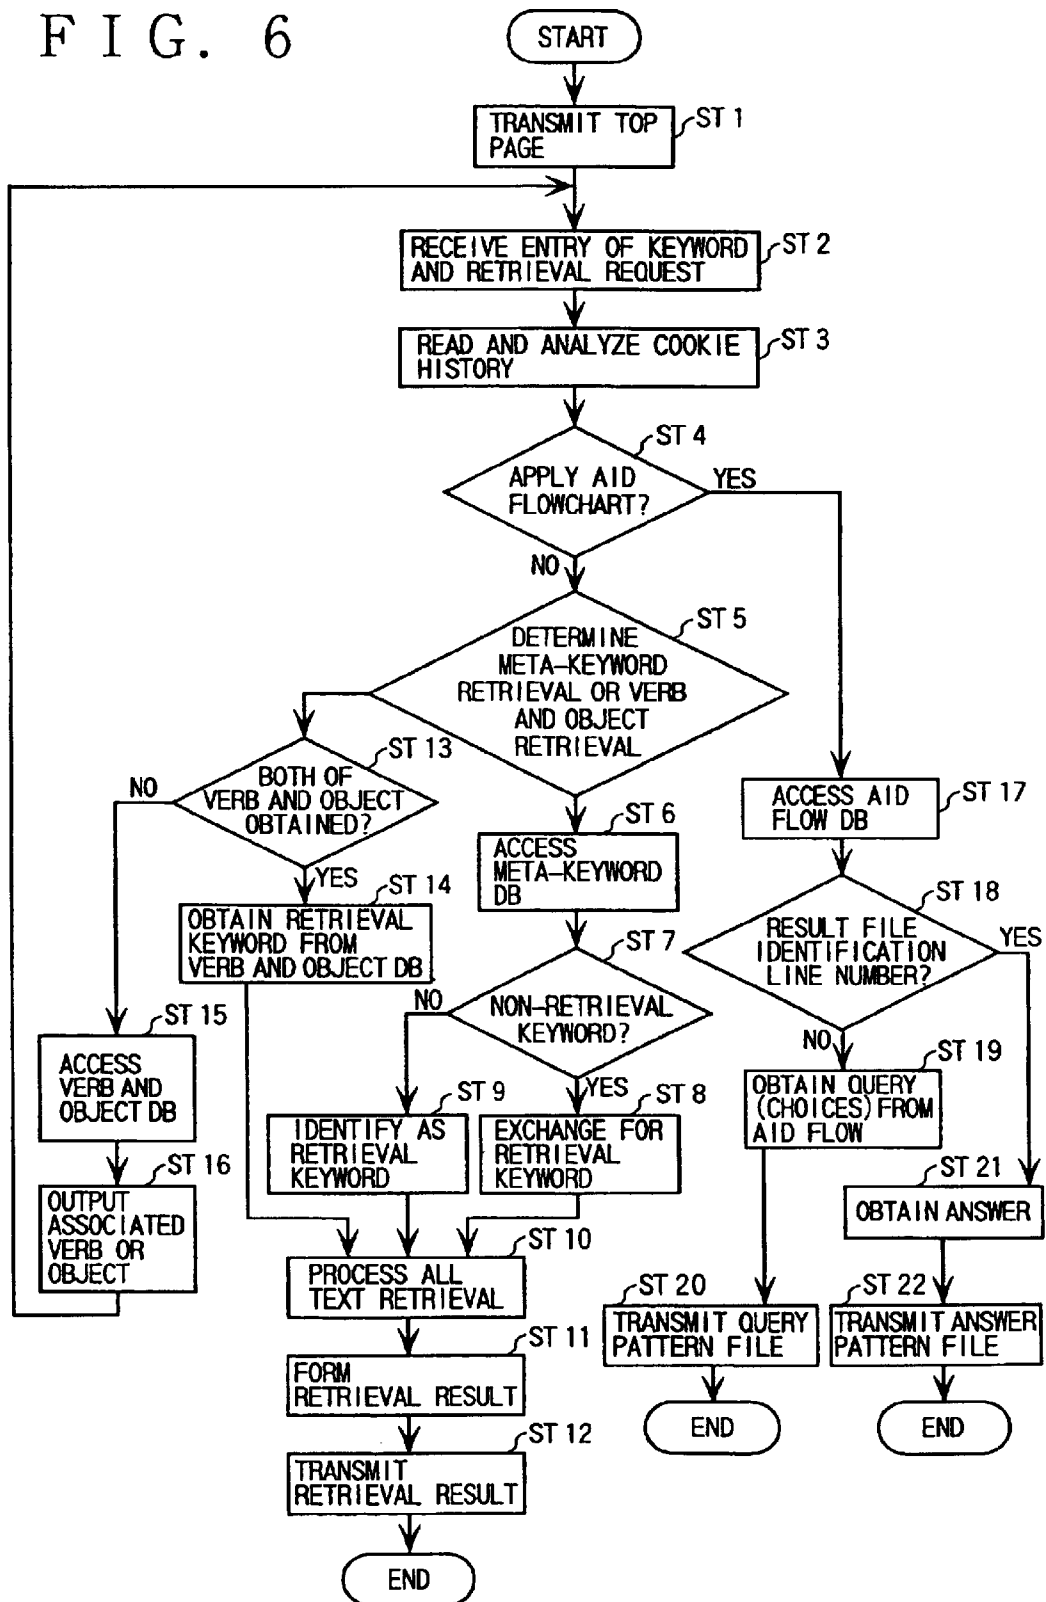 FIG. 6
START
TRANSMIT TOP
PAGE
ST 1
RECEIVE ENTRY OF KEYWORD
AND RETRIEVAL REQUEST
ST 2
READ AND ANALYZE COOKIE
HISTORY
ST 3
ST 4
APPLY AID
FLOWCHART?
YES
NO
ST 5
DETERMINE
META-KEYWORD
RETRIEVAL OR VERB
AND OBJECT
RETRIEVAL
ST 13
BOTH OF
VERB AND OBJECT
OBTAINED?
NO
YES
ST 6
ACCESS
META-KEYWORD
DB
ACCESS AID
FLOW DB
ST 17
ST 14
OBTAIN RETRIEVAL
KEYWORD FROM
VERB AND OBJECT DB
ST 18
RESULT FILE
IDENTIFICATION
LINE NUMBER?
YES
NO
ST 7
NON-RETRIEVAL
KEYWORD?
NO
YES
ST 15
ACCESS
VERB AND
OBJECT DB
ST 19
OBTAIN QUERY
(CHOICES) FROM
AID FLOW
ST 9
IDENTIFY AS
RETRIEVAL
KEYWORD
ST 8
EXCHANGE FOR
RETRIEVAL
KEYWORD
ST 16
OUTPUT
ASSOCIATED
VERB OR
OBJECT
ST 21
OBTAIN ANSWER
ST 10
PROCESS ALL
TEXT RETRIEVAL
ST 20
TRANSMIT QUERY
PATTERN FILE
ST 22
TRANSMIT ANSWER
PATTERN FILE
ST 11
FORM
RETRIEVAL RESULT
END
END
ST 12
TRANSMIT
RETRIEVAL RESULT
END